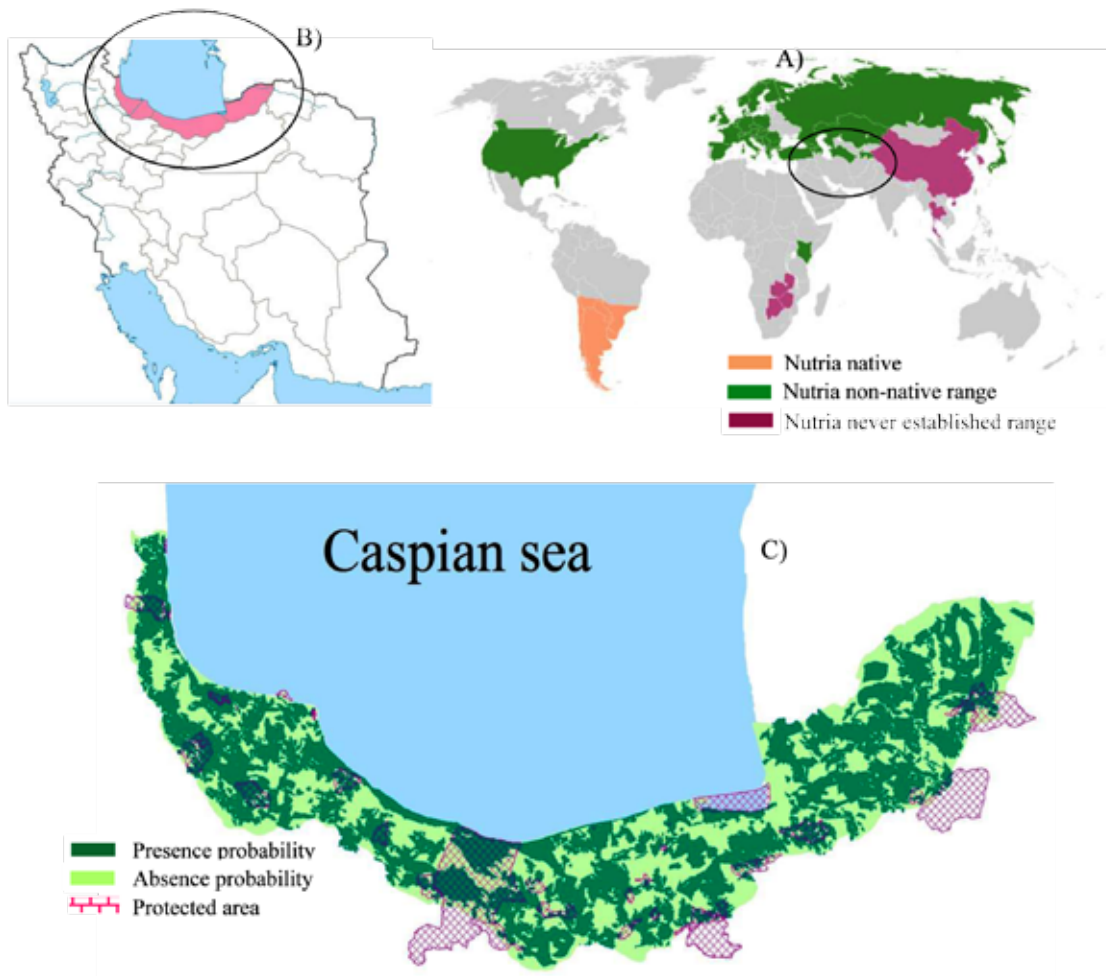 B)
A)
Nutria native
Nutria non-native range
Nutria never established range
Caspian sea
C)
Presence probability
Absence probability
Protected area